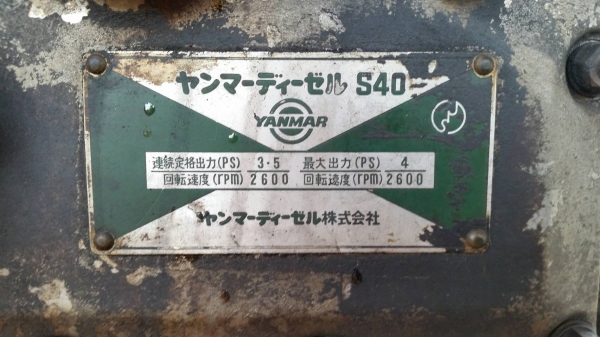 ヤンマーディーゼル S40
YANMAR
連続定格出力(PS) 3・5 最大出力(PS) 4
回転速度(rpm) 2600 回転速度(rpm) 2600
ヤンマーディーゼル株式会社